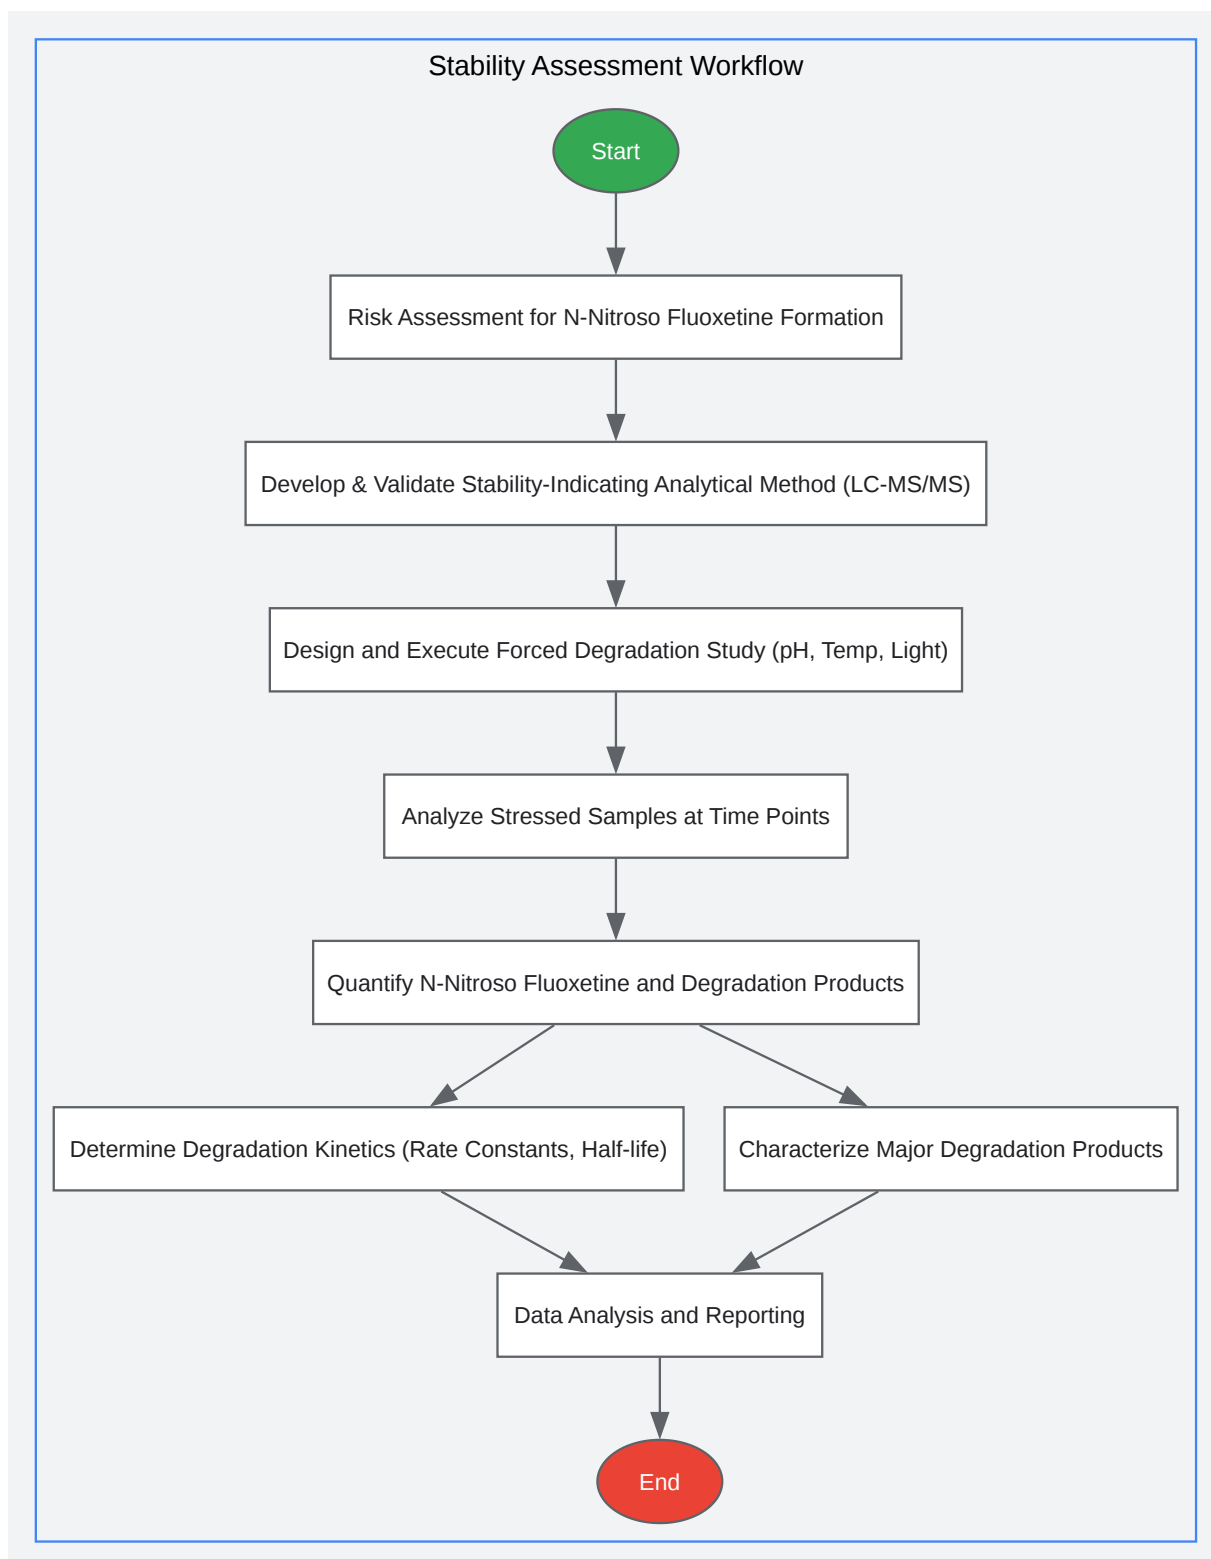 Stability Assessment Workflow
Start
Risk Assessment for N-Nitroso Fluoxetine Formation
Develop & Validate Stability-Indicating Analytical Method (LC-MS/MS)
Design and Execute Forced Degradation Study (pH, Temp, Light)
Analyze Stressed Samples at Time Points
Quantify N-Nitroso Fluoxetine and Degradation Products
Determine Degradation Kinetics (Rate Constants, Half-life)
Characterize Major Degradation Products
Data Analysis and Reporting
End